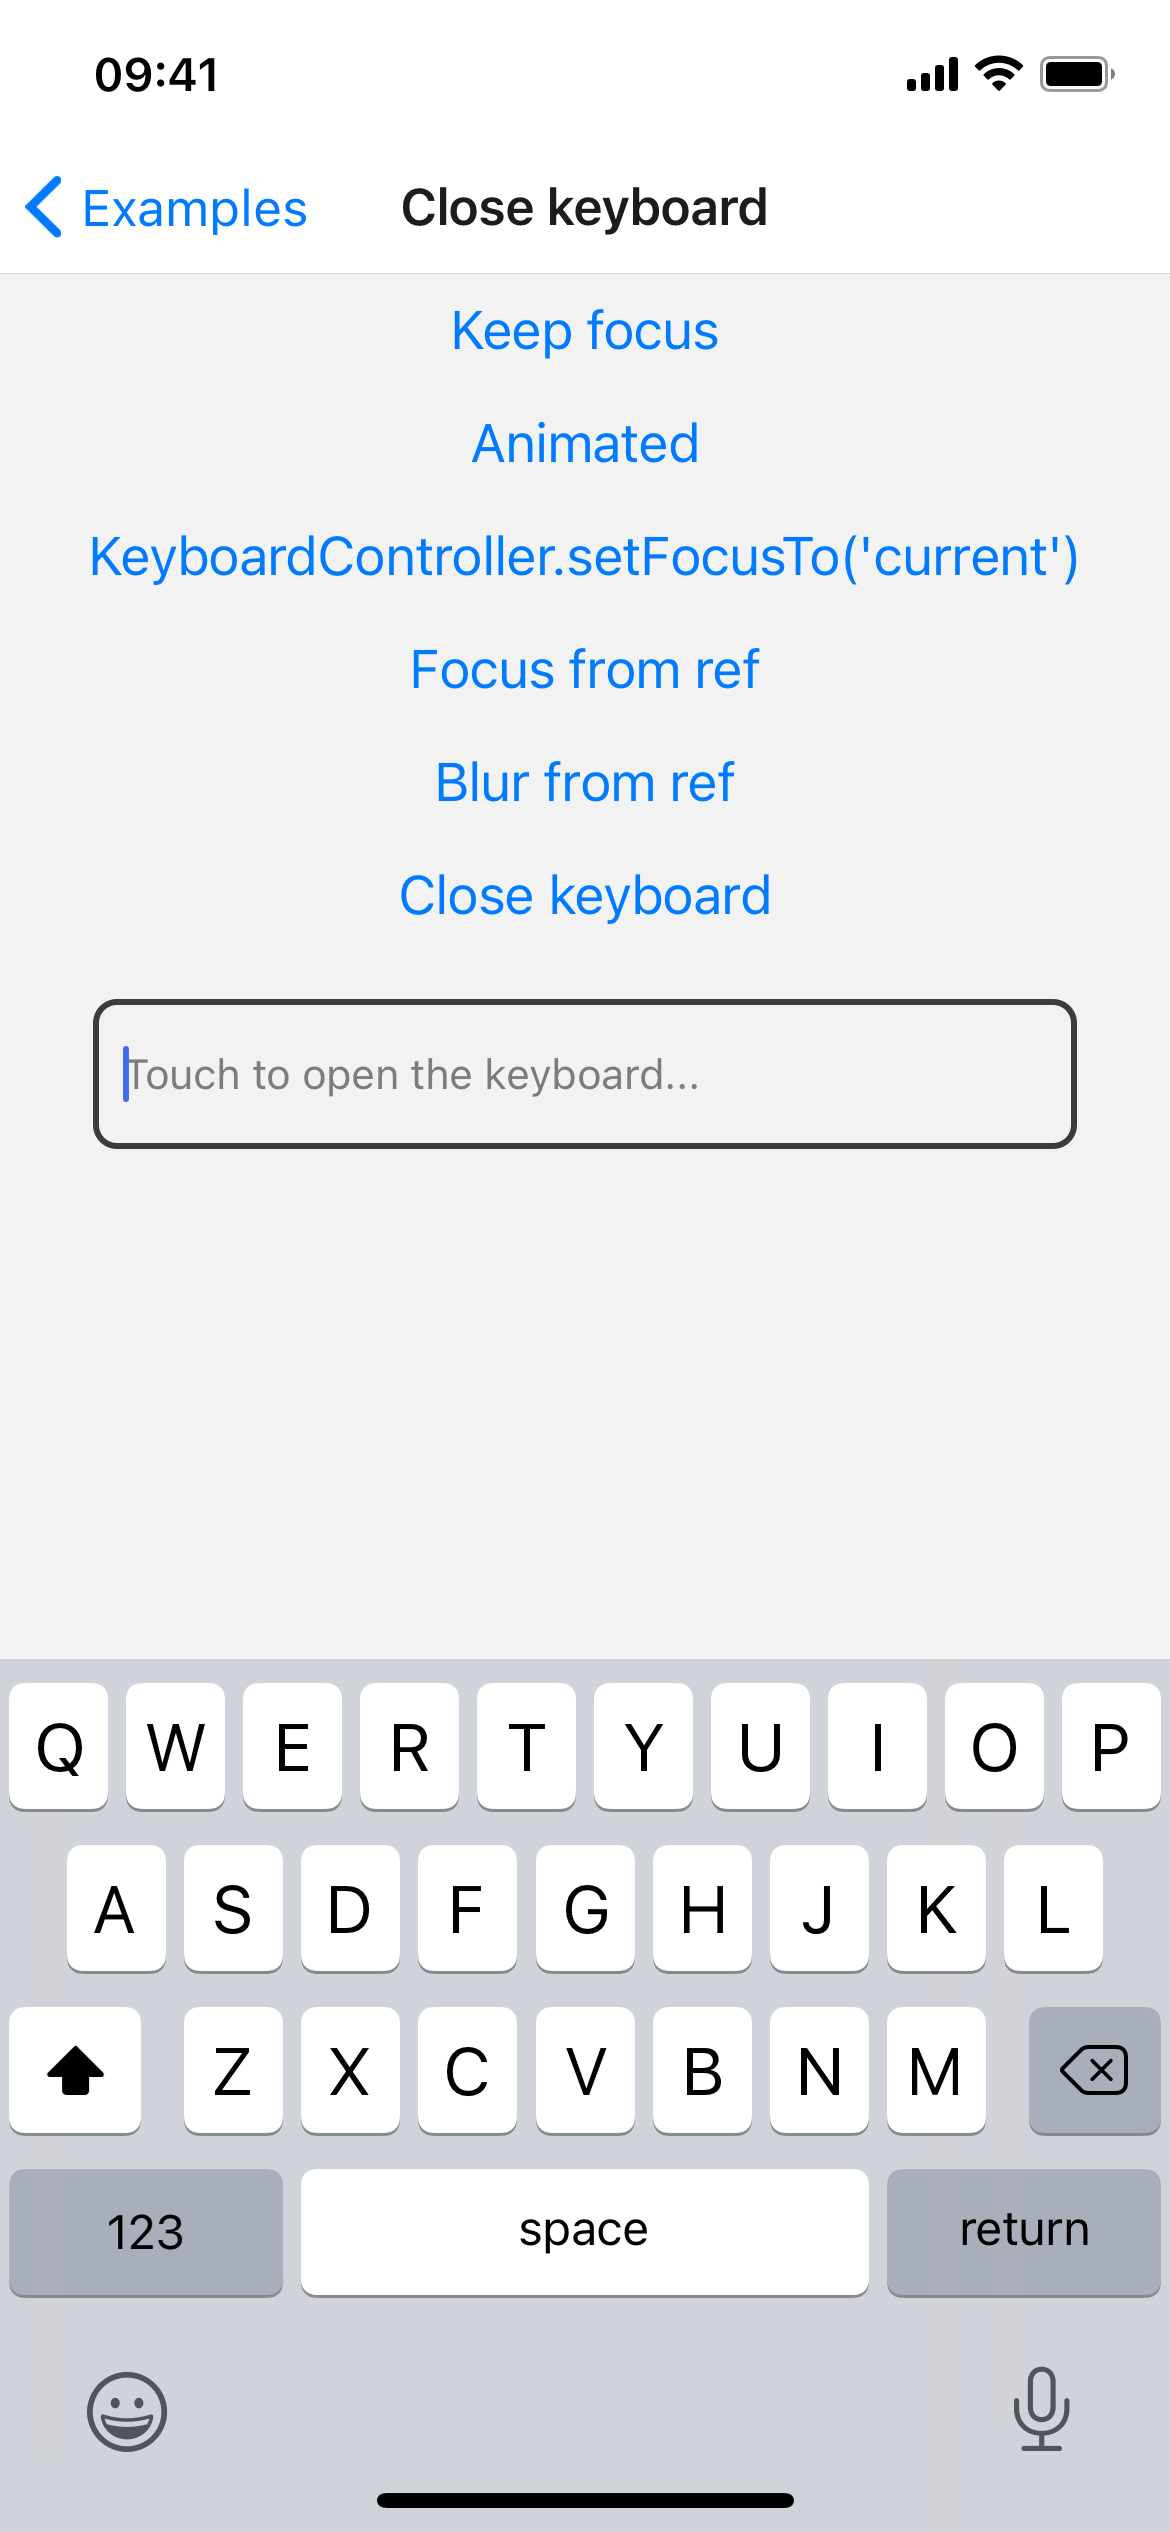 09:41
Examples
Close keyboard
Keep focus
Animated
KeyboardController.setFocusTo('current')
Focus from ref
Blur from ref
Close keyboard
Touch to open the keyboard...
Q W E R T Y U I O P
A S D F G H J K L
Z X C V B N M
123 space return